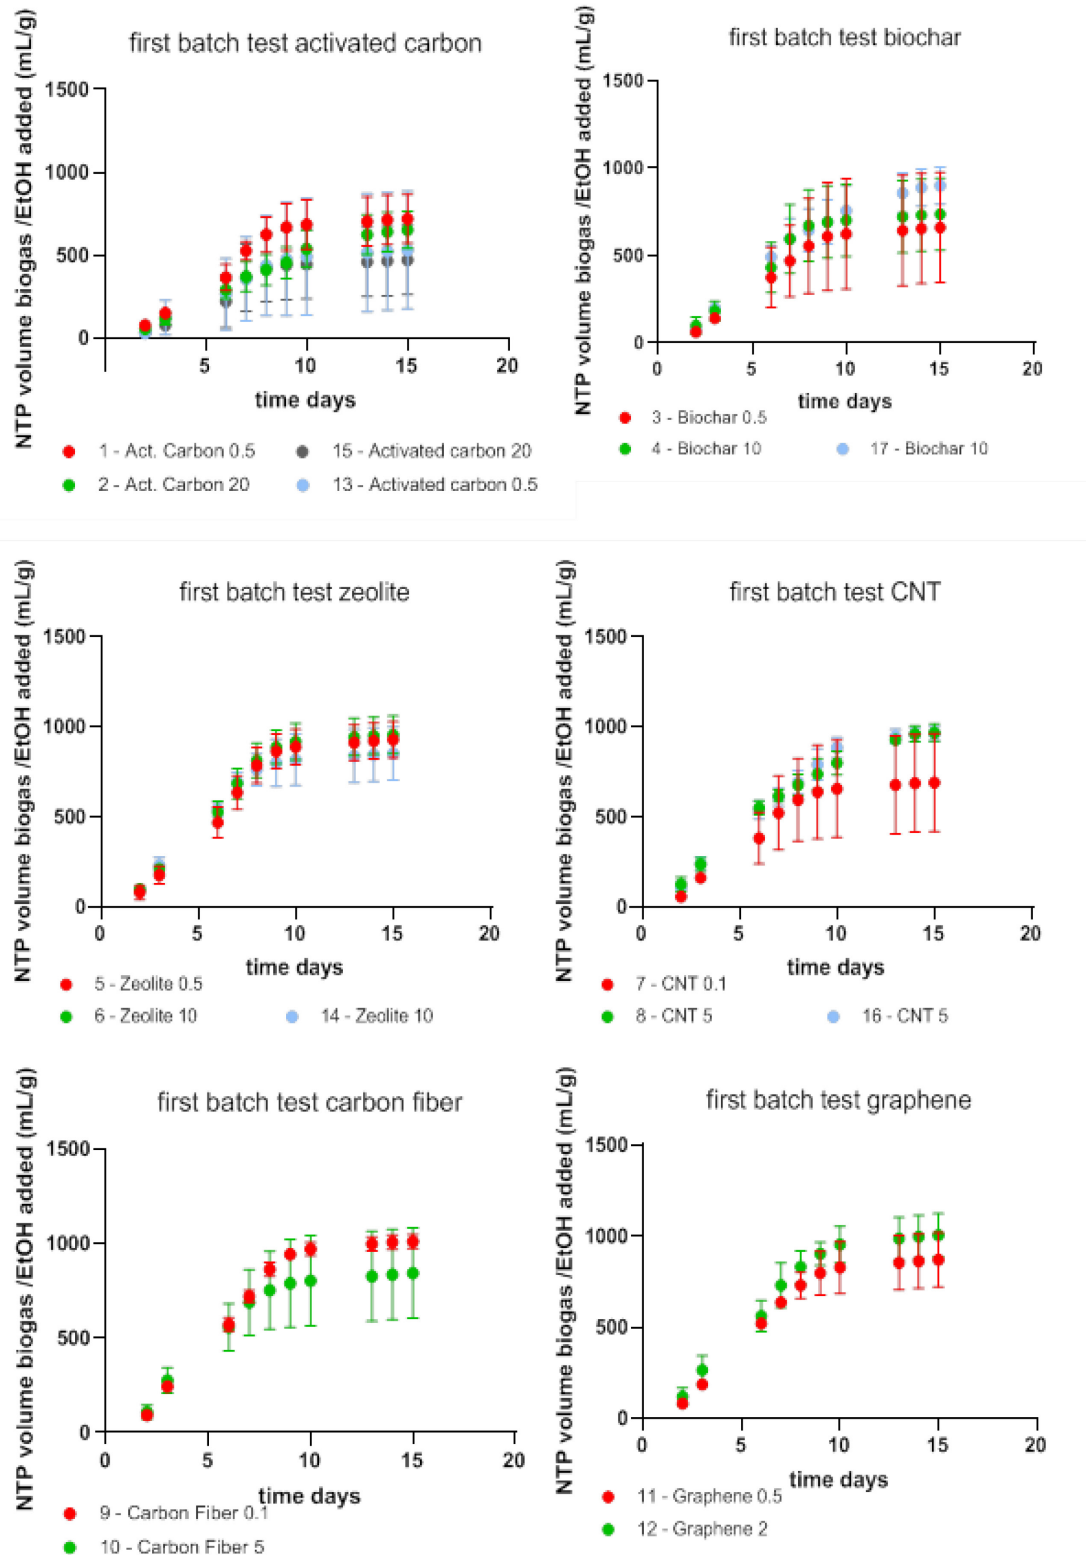 first batch test activated carbon
NTP volume biogas /EtOH added (mL/g)
1500
1000
500
0
5
10
15
20
time days
1 - Act. Carbon 0.5
15 - Activated carbon 20
2 - Act. Carbon 20
13 - Activated carbon 0.5
first batch test biochar
NTP volume biogas /EtOH added (mL/g)
1500
1000
500
0
0
5
10
15
20
time days
3 - Biochar 0.5
4 - Biochar 10
17 - Biochar 10
first batch test zeolite
NTP volume biogas /EtOH added (mL/g)
1500
1000
500
0
0
5
10
15
20
time days
5 - Zeolite 0.5
6 - Zeolite 10
14 - Zeolite 10
first batch test CNT
NTP volume biogas /EtOH added (mL/g)
1500
1000
500
0
0
5
10
15
20
time days
7 - CNT 0.1
8 - CNT 5
16 - CNT 5
first batch test carbon fiber
NTP volume biogas /EtOH added (mL/g)
1500
1000
500
0
0
5
10
15
20
time days
9 - Carbon Fiber 0.1
10 - Carbon Fiber 5
first batch test graphene
NTP volume biogas /EtOH added (mL/g)
1500
1000
500
0
0
5
10
15
20
time days
11 - Graphene 0.5
12 - Graphene 2